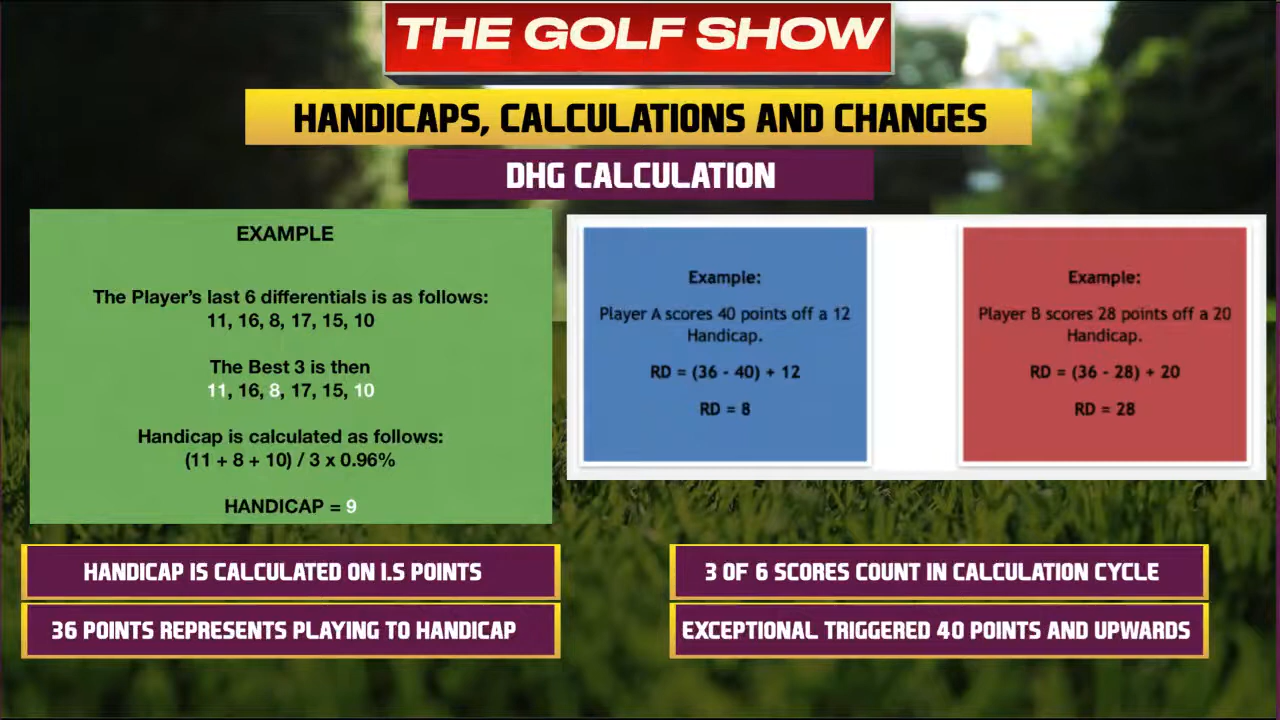 THE GOLF SHOW
HANDICAPS, CALCULATIONS AND CHANGES
DHG CALCULATION
EXAMPLE
The Player's last 6 differentials is as follows:
11, 16, 8, 17, 15, 10
The Best 3 is then
11, 16, 8, 17, 15, 10
Handicap is calculated as follows:
(11 + 8 + 10) / 3 x 0.96%
HANDICAP = 9
Example:
Player A scores 40 points off a 12
Handicap.
RD = (36 - 40) + 12
RD = 8
Example:
Player B scores 28 points off a 20
Handicap.
RD = (36 - 28) + 20
RD = 28
HANDICAP IS CALCULATED ON I.S POINTS
36 POINTS REPRESENTS PLAYING TO HANDICAP
3 OF 6 SCORES COUNT IN CALCULATION CYCLE
EXCEPTIONAL TRIGGERED 40 POINTS AND UPWARDS